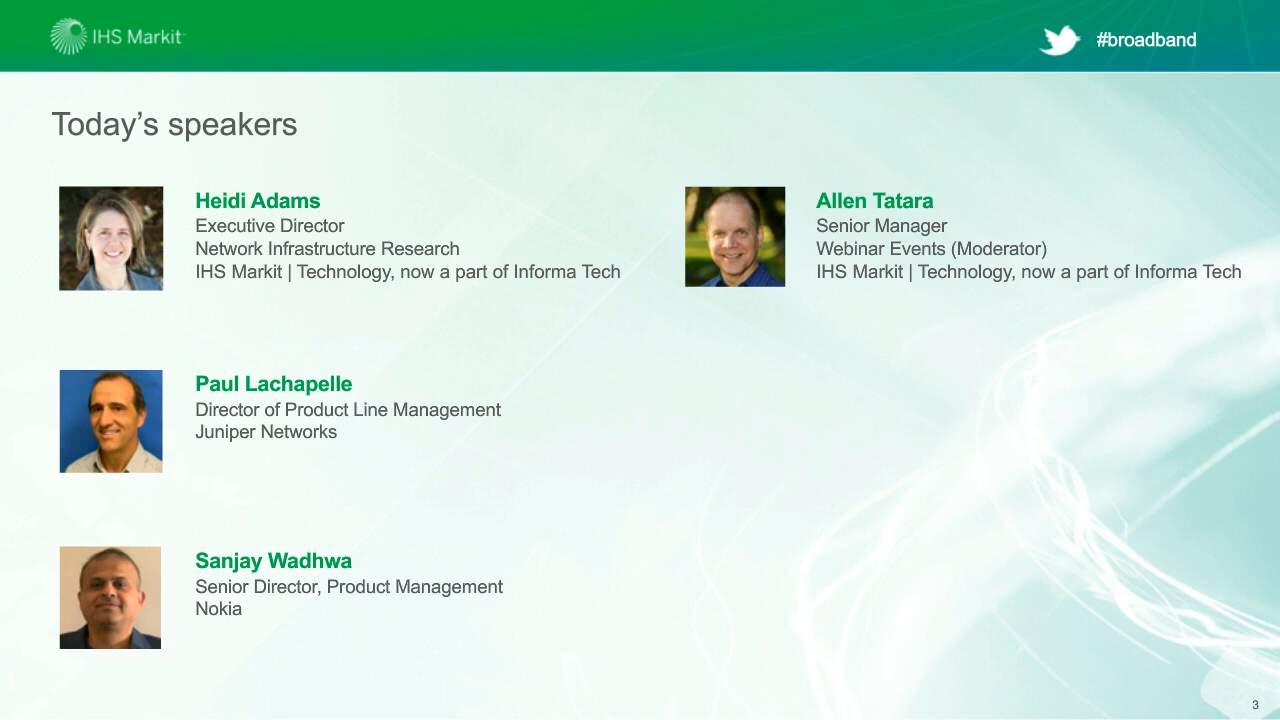 IHS Markit
#broadband
Today's speakers
Heidi Adams
Executive Director
Network Infrastructure Research
IHS Markit | Technology, now a part of Informa Tech
Allen Tatara
Senior Manager
Webinar Events (Moderator)
IHS Markit | Technology, now a part of Informa Tech
Paul Lachapelle
Director of Product Line Management
Juniper Networks
Sanjay Wadhwa
Senior Director, Product Management
Nokia
3